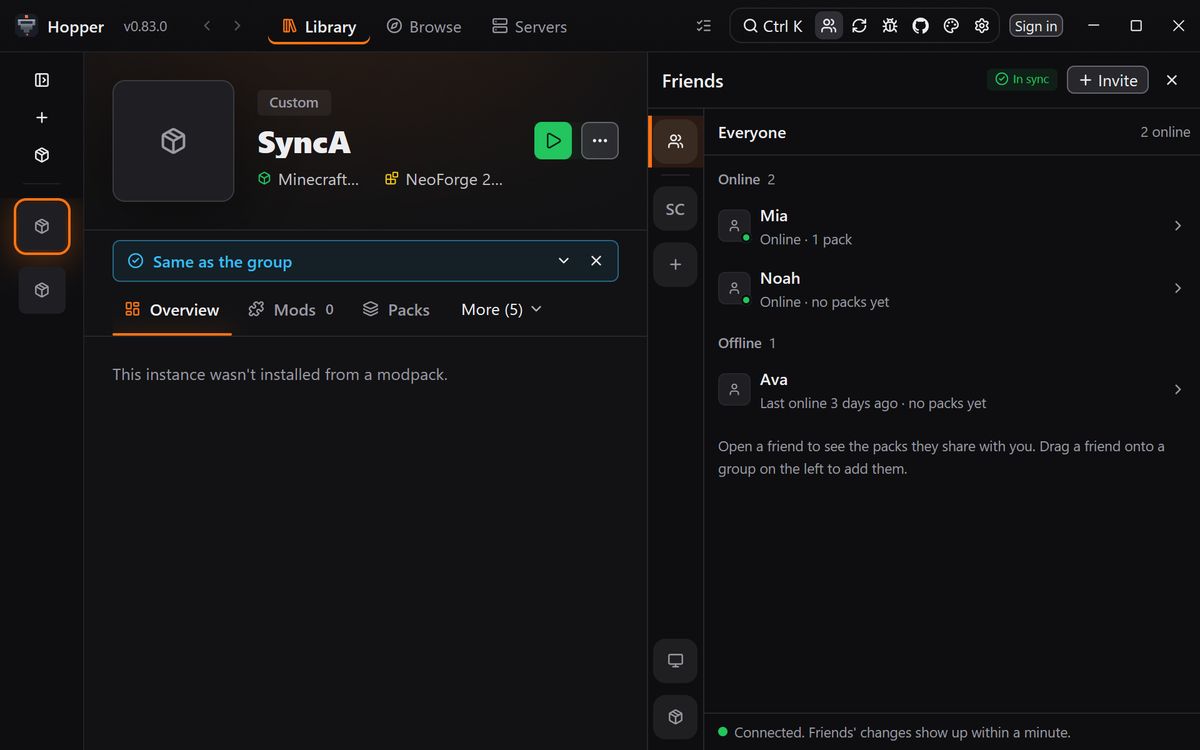 Hopper v0.83.0 Library Browse Servers Ctrl K Sign in
Custom
SyncA
Minecraft... NeoForge 2...
Same as the group
Overview Mods 0 Packs More (5)
This instance wasn't installed from a modpack.
Friends In sync + Invite
Everyone 2 online
SC
Online 2
Mia
Online · 1 pack
Noah
Online · no packs yet
Offline 1
Ava
Last online 3 days ago · no packs yet
Open a friend to see the packs they share with you. Drag a friend onto a
group on the left to add them.
Connected. Friends' changes show up within a minute.